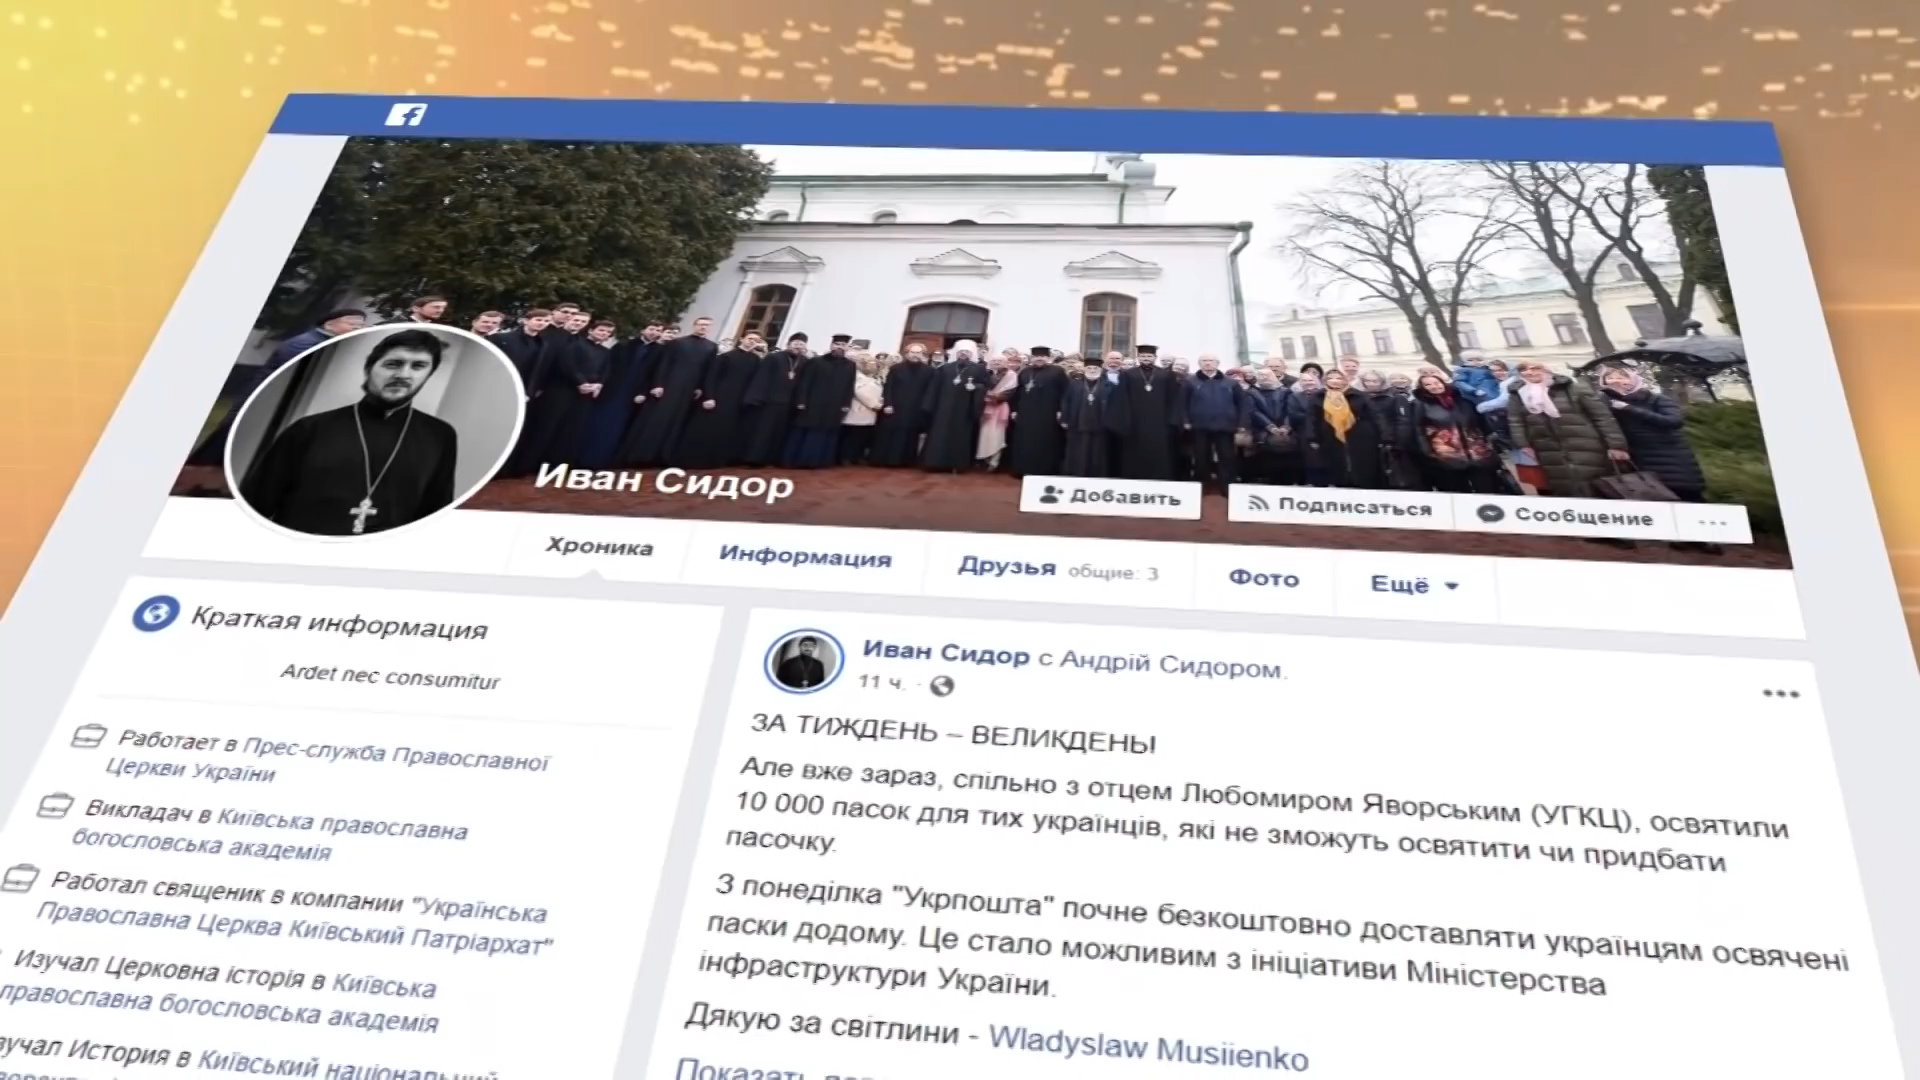 f
Иван Сидор
Добавить
Подписаться
Сообщение
Хроника
Информация
Друзья общие: 3
Фото
Ещё
Краткая информация
Ardet nec consumitur
Работает в Прес-служба Православної
Церкви України
Викладач в Київська православна
богословська академія
Работал священик в компании "Українська
Православна Церква Київський Патріархат"
Изучал Церковна історія в Київська
православна богословська академія
История в Київський національний
Иван Сидор с Андрій Сидором.
11 ч.
ЗА ТИЖДЕНЬ – ВЕЛИКДЕНЬ!
Але вже зараз, спільно з отцем Любомиром Яворським (УГКЦ), освятили
10 000 пасок для тих українців, які не зможуть освятити чи придбати
пасочку.
З понеділка "Укрпошта" почне безкоштовно доставляти українцям освячені
паски додому. Це стало можливим з ініціативи Міністерства
інфраструктури України.
Дякую за світлини - Wladyslaw Musiienko
Показать